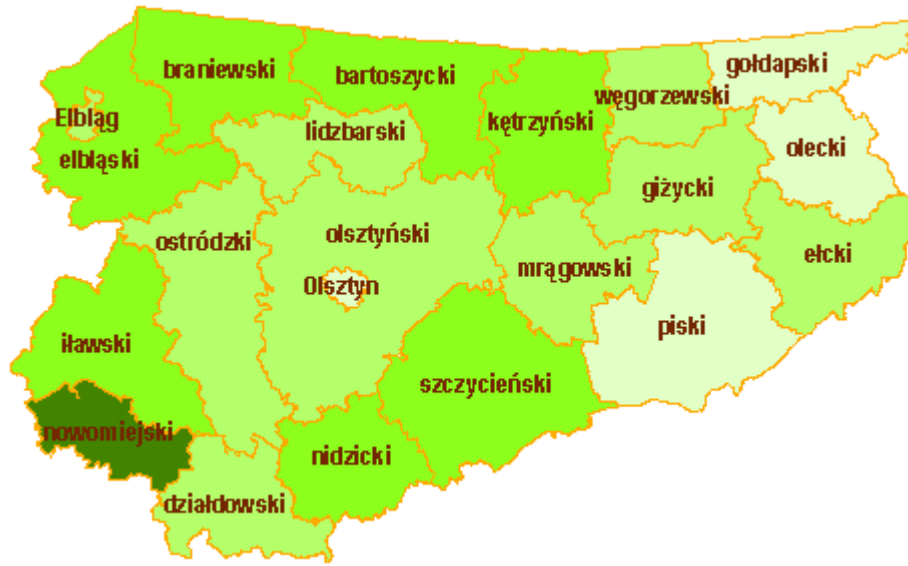 gołdapski
braniewski
bartoszycki
węgorzewski
Elbląg
lidzbarski
kętrzyński
olecki
elbląski
giżycki
ostródzki
olsztyński
ełcki
mrągowski
Olsztyn
piski
iławski
szczycieński
nowomiejski
nidzicki
działdowski